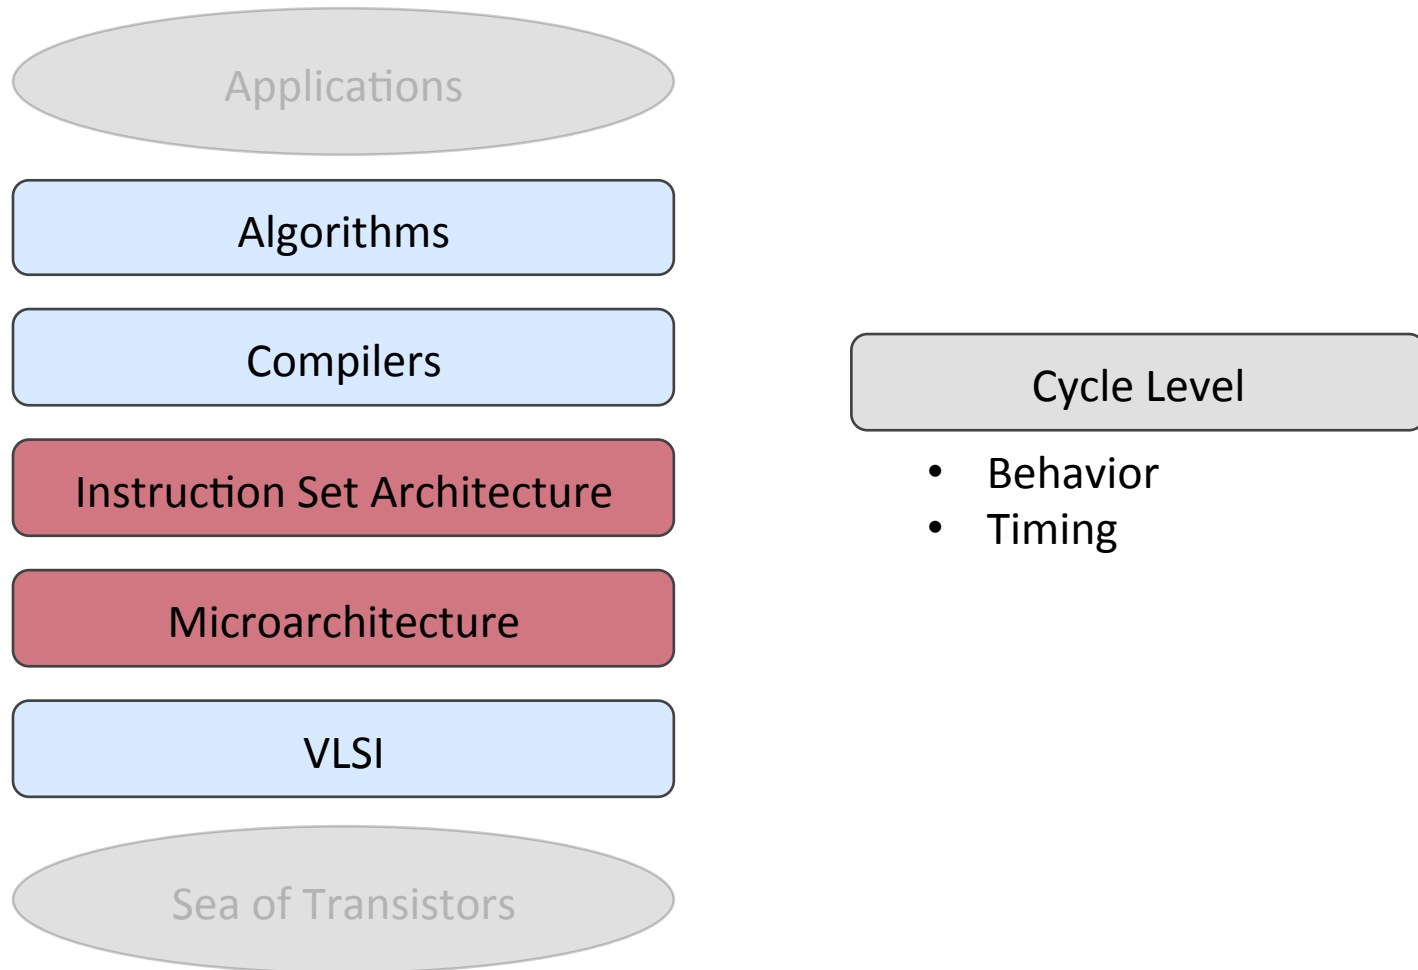 Applications
Algorithms
Compilers
Instruction Set Architecture
Microarchitecture
VLSI
Sea of Transistors
Cycle Level
• Behavior
• Timing